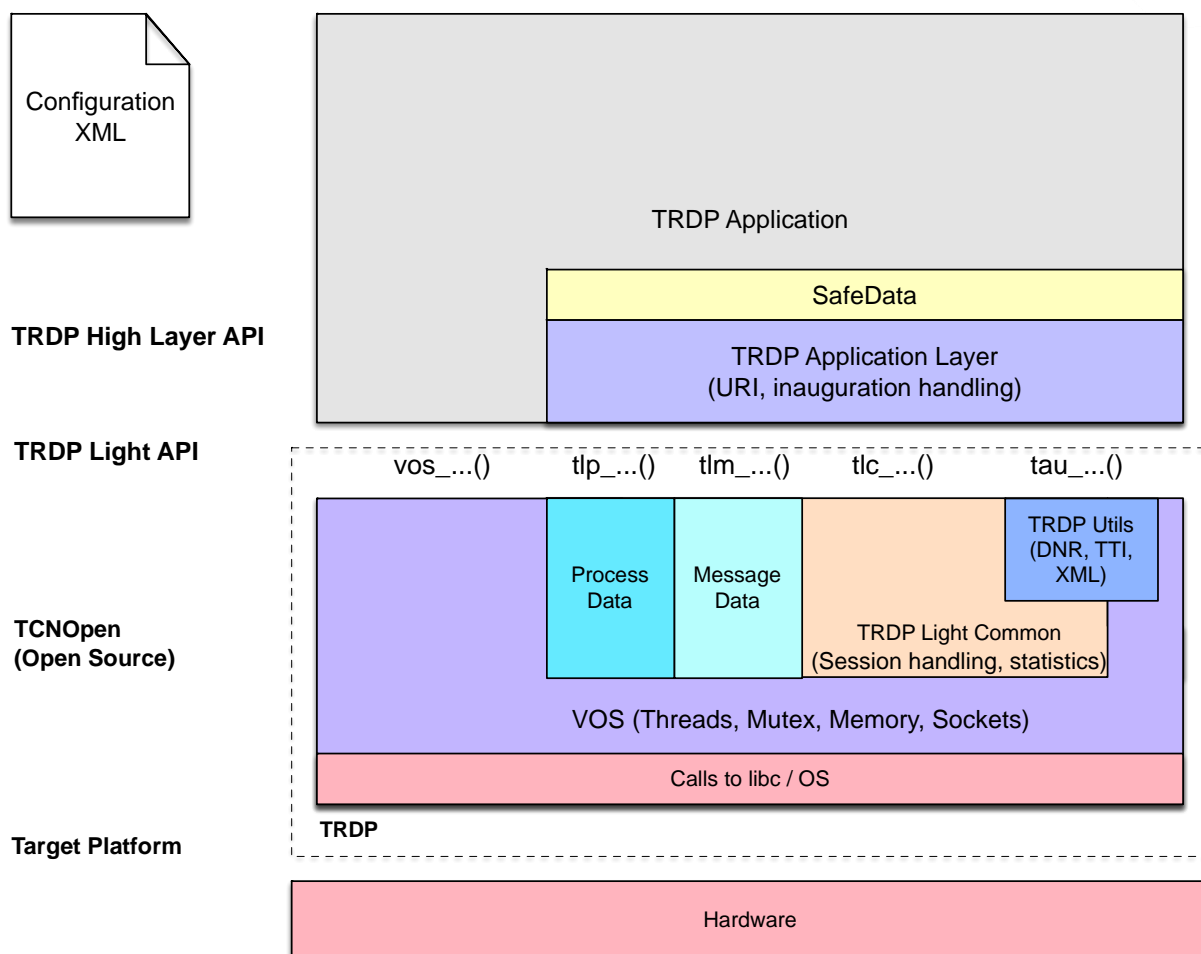 Configuration
XML
TRDP Application
SafeData
TRDP High Layer API
TRDP Application Layer
(URI, inauguration handling)
TRDP Light API
vos_...() tlp_...() tlm_...() tlc_...() tau_...()
TRDP Utils
(DNR, TTI,
XML)
Process
Data
Message
Data
TCNOpen
(Open Source)
TRDP Light Common
(Session handling, statistics)
VOS (Threads, Mutex, Memory, Sockets)
Calls to libc / OS
TRDP
Target Platform
Hardware